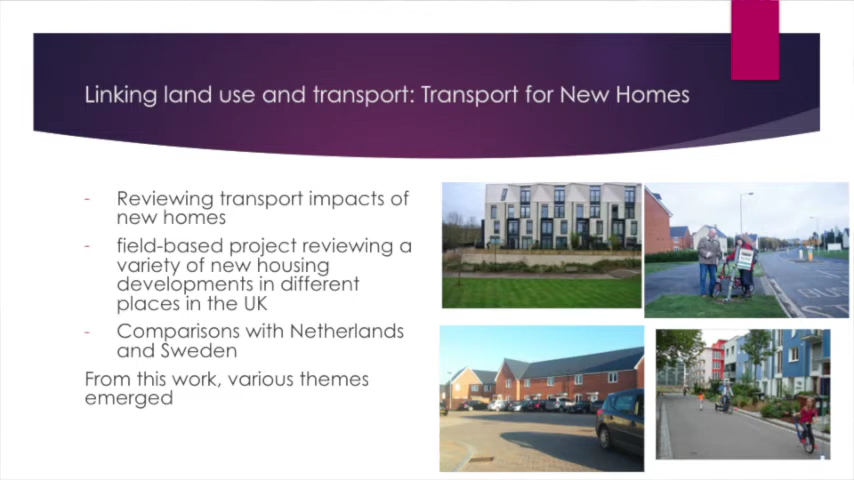 Linking land use and transport: Transport for New Homes
- Reviewing transport impacts of
new homes
- field-based project reviewing a
variety of new housing
developments in different
places in the UK
- Comparisons with Netherlands
and Sweden
From this work, various themes
emerged